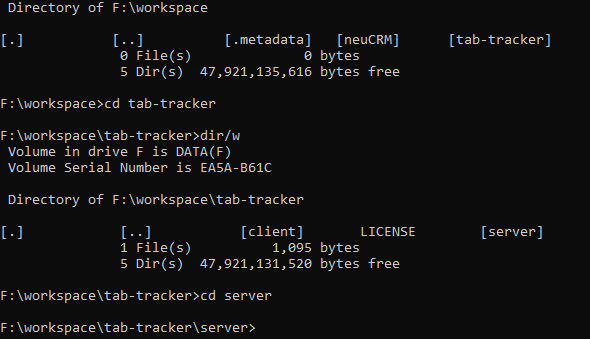 Directory of F:\workspace
[.] [..] [.metadata] [neuCRM] [tab-tracker]
0 File(s) 0 bytes
5 Dir(s) 47,921,135,616 bytes free
F:\workspace>cd tab-tracker
F:\workspace\tab-tracker>dir/w
Volume in drive F is DATA(F)
Volume Serial Number is EA5A-B61C
Directory of F:\workspace\tab-tracker
[.] [..] [client] LICENSE [server]
1 File(s) 1,095 bytes
5 Dir(s) 47,921,131,520 bytes free
F:\workspace\tab-tracker>cd server
F:\workspace\tab-tracker\server>